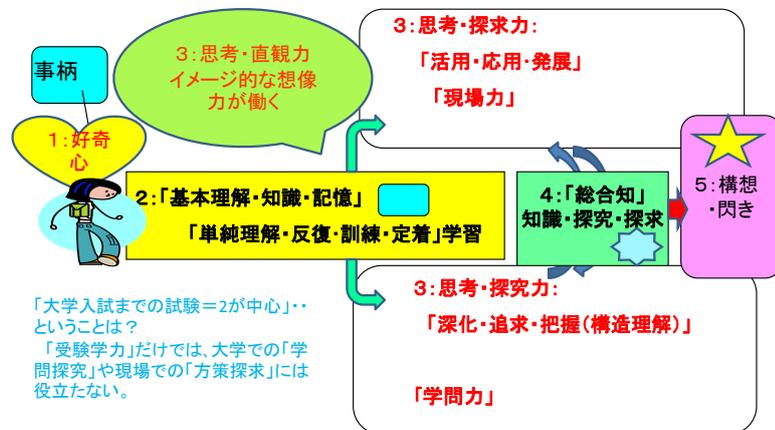 事柄
1：好奇
心
3：思考・直観力
イメージ的な想像
力が働く
3：思考・探求力：
「活用・応用・発展」
「現場力」
2：「基本理解・知識・記憶」
「単純理解・反復・訓練・定着」学習
4：「総合知」
知識・探究・探求
5：構想
・閃き
3：思考・探究力：
「深化・追求・把握（構造理解）」
「学問力」
「大学入試までの試験＝2が中心」・・
ということは？
「受験学力」だけでは、大学での「学
問探究」や現場での「方策探求」には
役立たない。